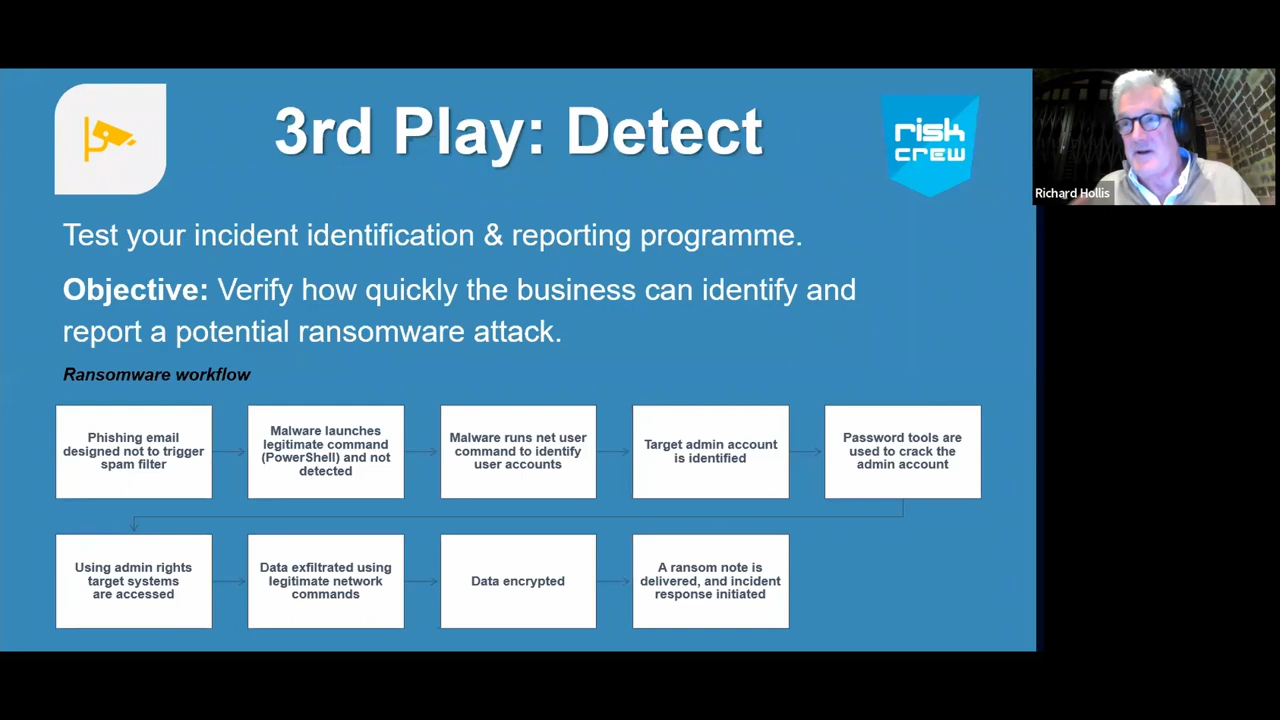 3rd Play: Detect
risk
crew
Richard Hollis
Test your incident identification & reporting programme.
Objective: Verify how quickly the business can identify and
report a potential ransomware attack.
Ransomware workflow
Phishing email
designed not to trigger
spam filter
Malware launches
legitimate command
(PowerShell) and not
detected
Malware runs net user
command to identify
user accounts
Target admin account
is identified
Password tools are
used to crack the
admin account
Using admin rights
target systems
are accessed
Data exfiltrated using
legitimate network
commands
Data encrypted
A ransom note is
delivered, and incident
response initiated